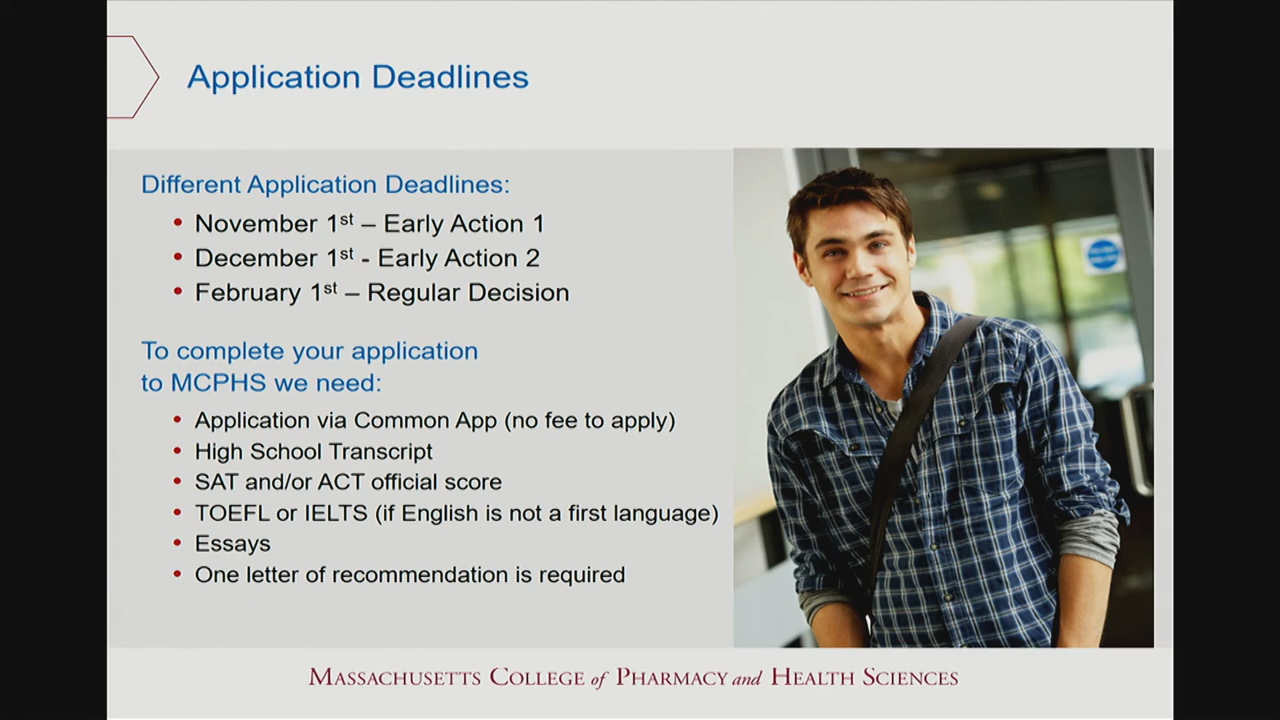 Application Deadlines
Different Application Deadlines:
• November 1st – Early Action 1
• December 1st - Early Action 2
• February 1st – Regular Decision
To complete your application
to MCPHS we need:
• Application via Common App (no fee to apply)
• High School Transcript
• SAT and/or ACT official score
• TOEFL or IELTS (if English is not a first language)
• Essays
• One letter of recommendation is required
MASSACHUSETTS COLLEGE of PHARMACY and HEALTH SCIENCES